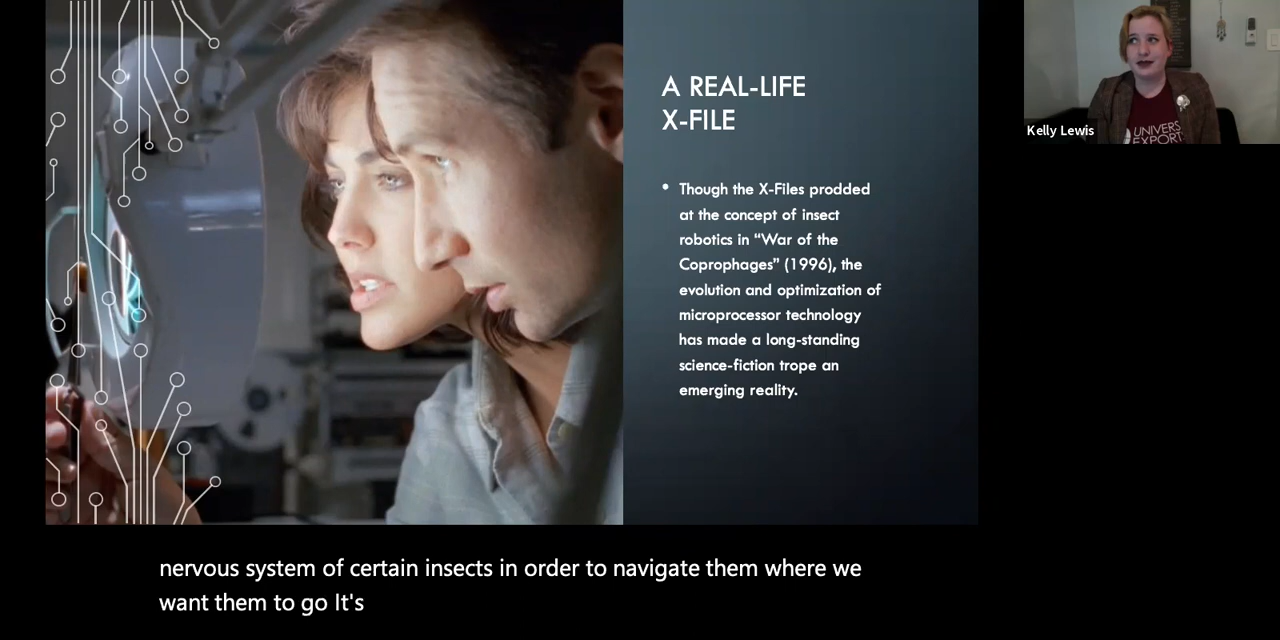 A REAL-LIFE
X-FILE
• Though the X-Files prodded
at the concept of insect
robotics in “War of the
Coprophages” (1996), the
evolution and optimization of
microprocessor technology
has made a long-standing
science-fiction trope an
emerging reality.
Kelly Lewis
UNIVERS
EXPORT
nervous system of certain insects in order to navigate them where we
want them to go It's